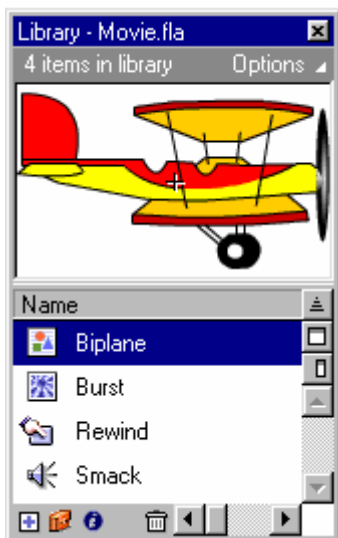 Library - Movie.fla
4 items in library Options
Name
Biplane
Burst
Rewind
Smack